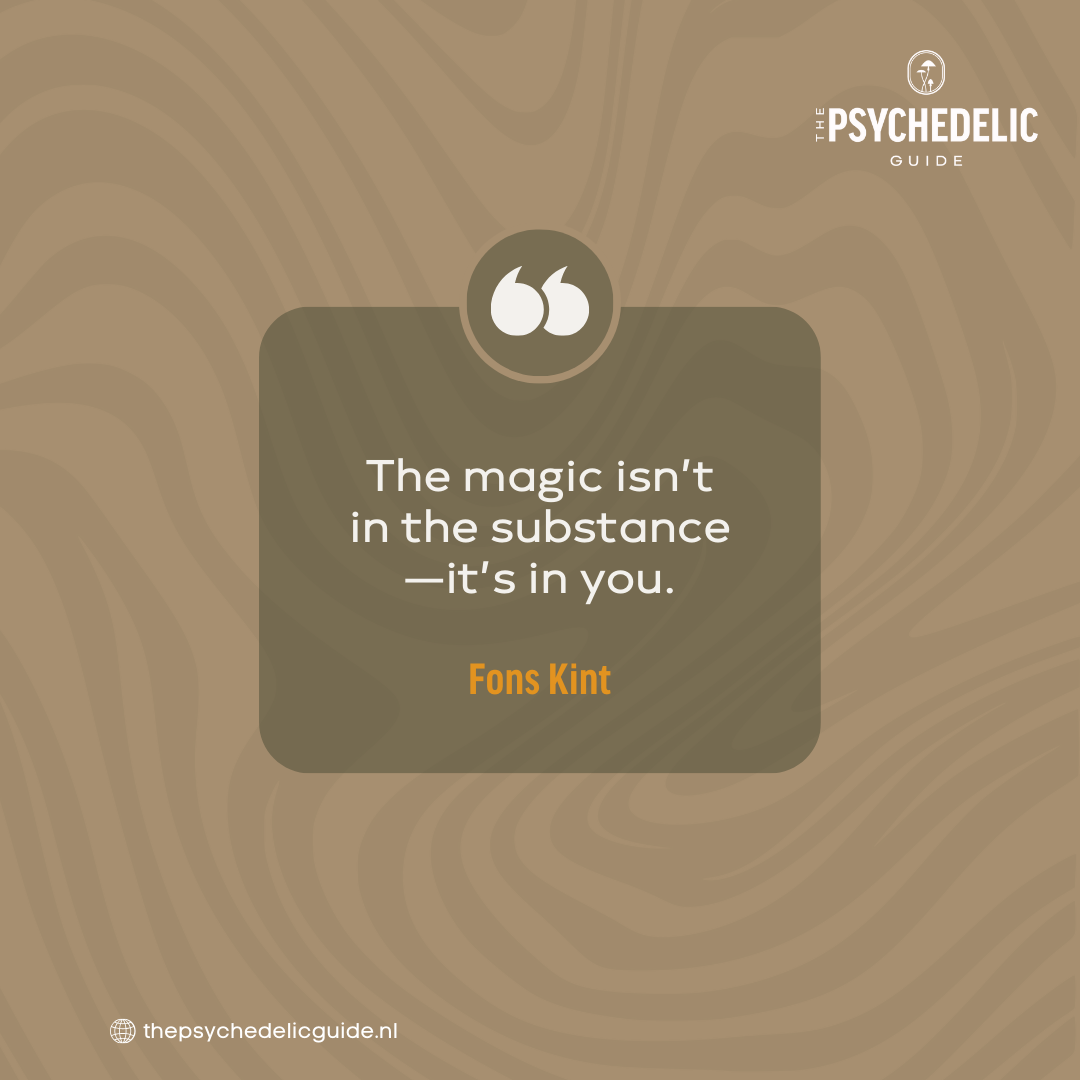 THE PSYCHEDELIC
GUIDE
The magic isn’t
in the substance
—it’s in you.
Fons Kint
thepsychedelicguide.nl